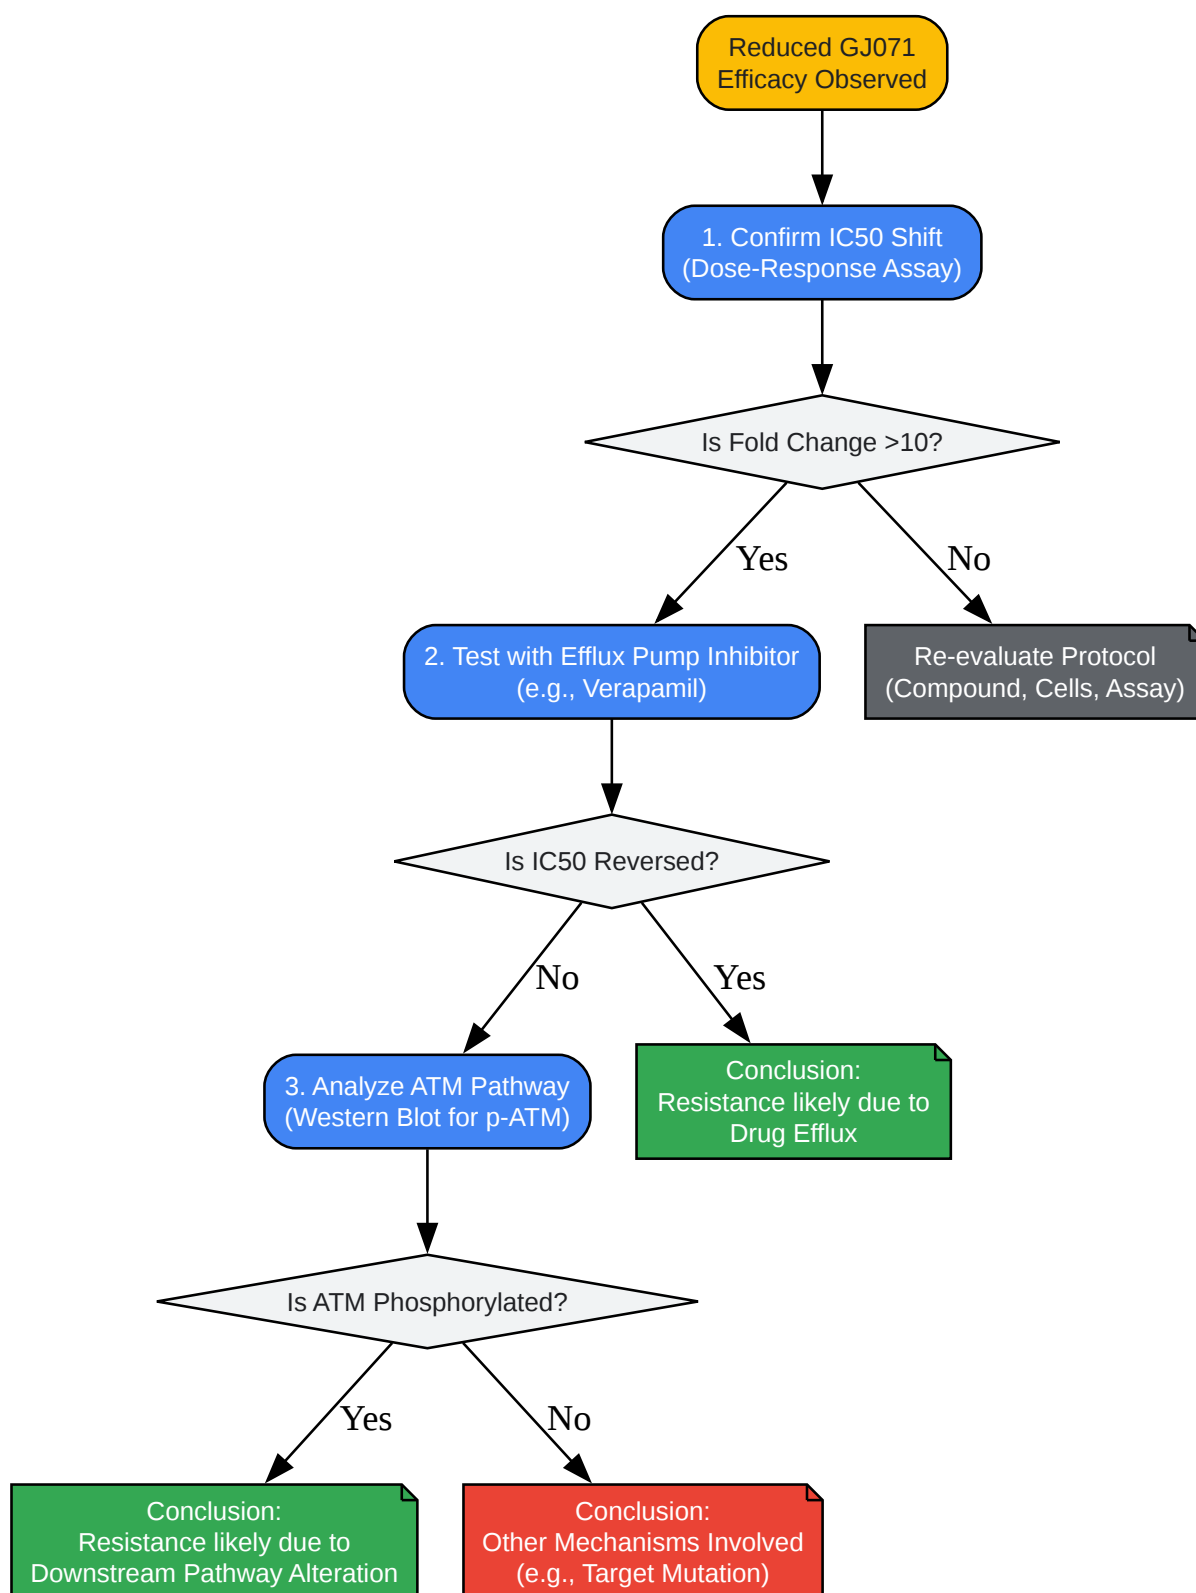 Reduced GJ071
Efficacy Observed
1. Confirm IC50 Shift
(Dose-Response Assay)
Is Fold Change >10?
Yes
No
2. Test with Efflux Pump Inhibitor
(e.g., Verapamil)
Re-evaluate Protocol
(Compound, Cells, Assay)
Is IC50 Reversed?
No
Yes
3. Analyze ATM Pathway
(Western Blot for p-ATM)
Conclusion:
Resistance likely due to
Drug Efflux
Is ATM Phosphorylated?
Yes
No
Conclusion:
Resistance likely due to
Downstream Pathway Alteration
Conclusion:
Other Mechanisms Involved
(e.g., Target Mutation)